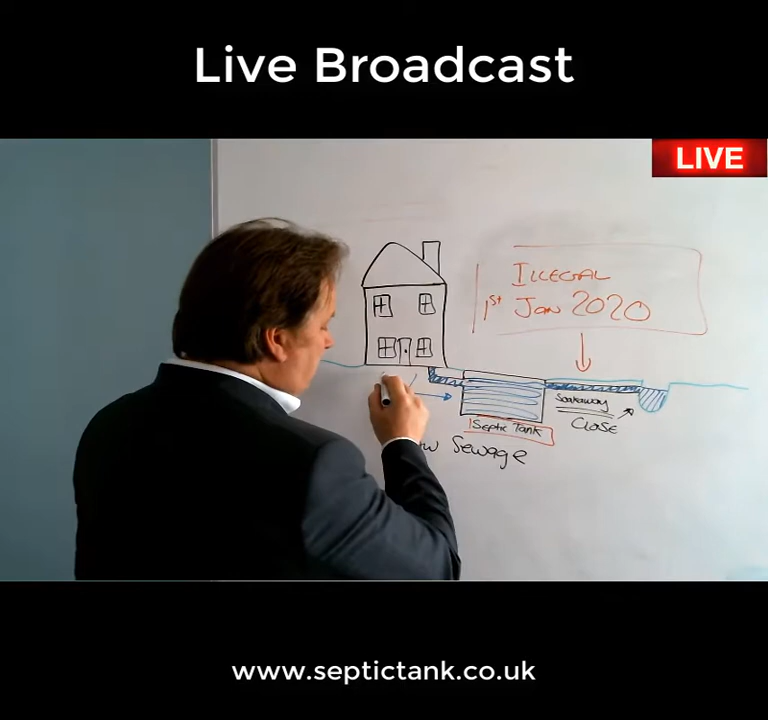 Live Broadcast
LIVE
ILLEGAL
1st Jan 2020
Soakaway
CLOSE
Septic Tank
Sewage
www.septictank.co.uk